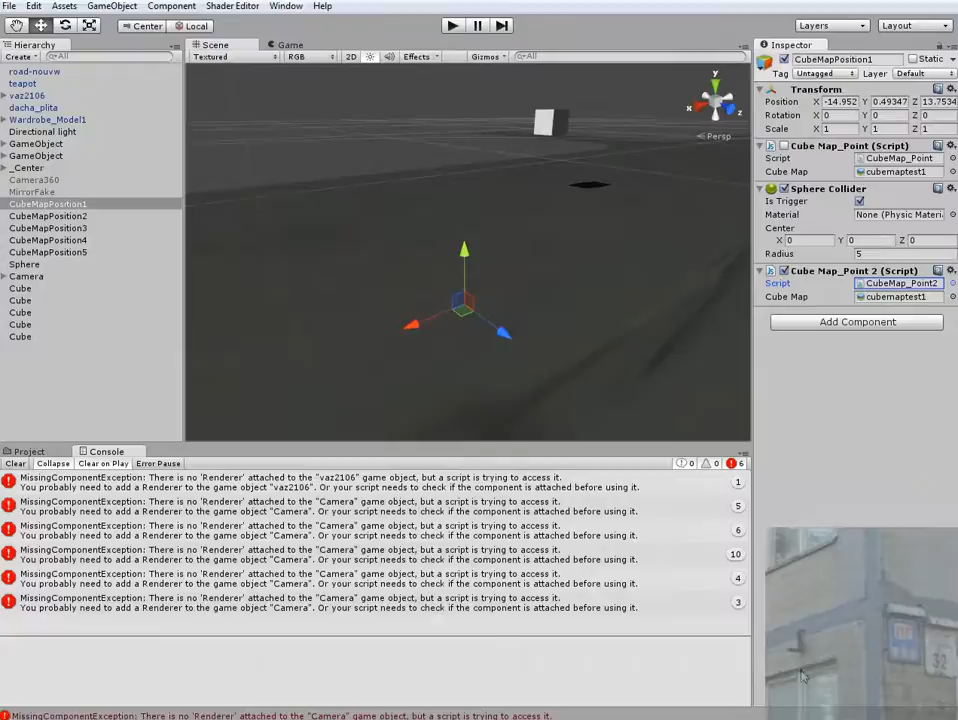 File Edit Assets GameObject Component Shader Editor Window Help
Center Local Layers Layout
Hierarchy Scene Game Inspector
Create All Textured RGB 2D Effects Gizmos All CubeMapPosition1 Static
Tag Untagged Layer Default
road-nouvw
teapot
vaz2106
dacha_plita
Wardrobe_Model1
Directional light
GameObject
GameObject
_Center
Camera360
MirrorFake
CubeMapPosition1
CubeMapPosition2
CubeMapPosition3
CubeMapPosition4
CubeMapPosition5
Sphere
Camera
Cube
Cube
Cube
Cube
Cube
y
x
z
Persp
Transform
Position X -14.952 Y 0.49347 Z 13.7534
Rotation X 0 Y 0 Z 0
Scale X 1 Y 1 Z 1
Cube Map_Point (Script)
Script CubeMap_Point
Cube Map cubemaptest1
Sphere Collider
Is Trigger
Material None (Physic Materi
Center
X 0 Y 0 Z 0
Radius 5
Cube Map_Point 2 (Script)
Script CubeMap_Point2
Cube Map cubemaptest1
Add Component
Project Console
Clear Collapse Clear on Play Error Pause 0 0 6
MissingComponentException: There is no 'Renderer' attached to the "vaz2106" game object, but a script is trying to access it.
You probably need to add a Renderer to the game object "vaz2106". Or your script needs to check if the component is attached before using it. 1
MissingComponentException: There is no 'Renderer' attached to the "Camera" game object, but a script is trying to access it.
You probably need to add a Renderer to the game object "Camera". Or your script needs to check if the component is attached before using it. 5
MissingComponentException: There is no 'Renderer' attached to the "Camera" game object, but a script is trying to access it.
You probably need to add a Renderer to the game object "Camera". Or your script needs to check if the component is attached before using it. 6
MissingComponentException: There is no 'Renderer' attached to the "Camera" game object, but a script is trying to access it.
You probably need to add a Renderer to the game object "Camera". Or your script needs to check if the component is attached before using it. 10
MissingComponentException: There is no 'Renderer' attached to the "Camera" game object, but a script is trying to access it.
You probably need to add a Renderer to the game object "Camera". Or your script needs to check if the component is attached before using it. 4
MissingComponentException: There is no 'Renderer' attached to the "Camera" game object, but a script is trying to access it.
You probably need to add a Renderer to the game object "Camera". Or your script needs to check if the component is attached before using it. 3
32
MissingComponentException: There is no 'Renderer' attached to the "Camera" game object, but a script is trying to access it.